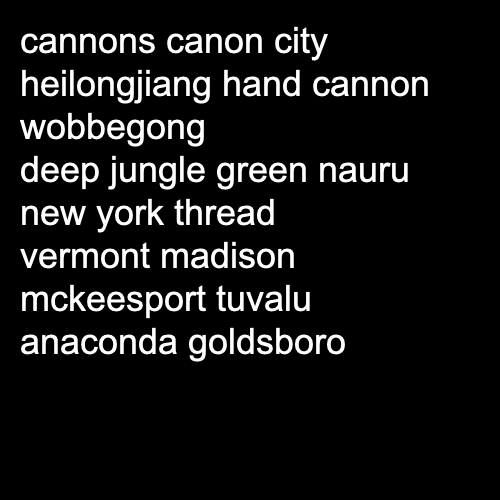 cannons canon city
heilongjiang hand cannon
wobbegong
deep jungle green nauru
new york thread
vermont madison
mckeesport tuvalu
anaconda goldsboro